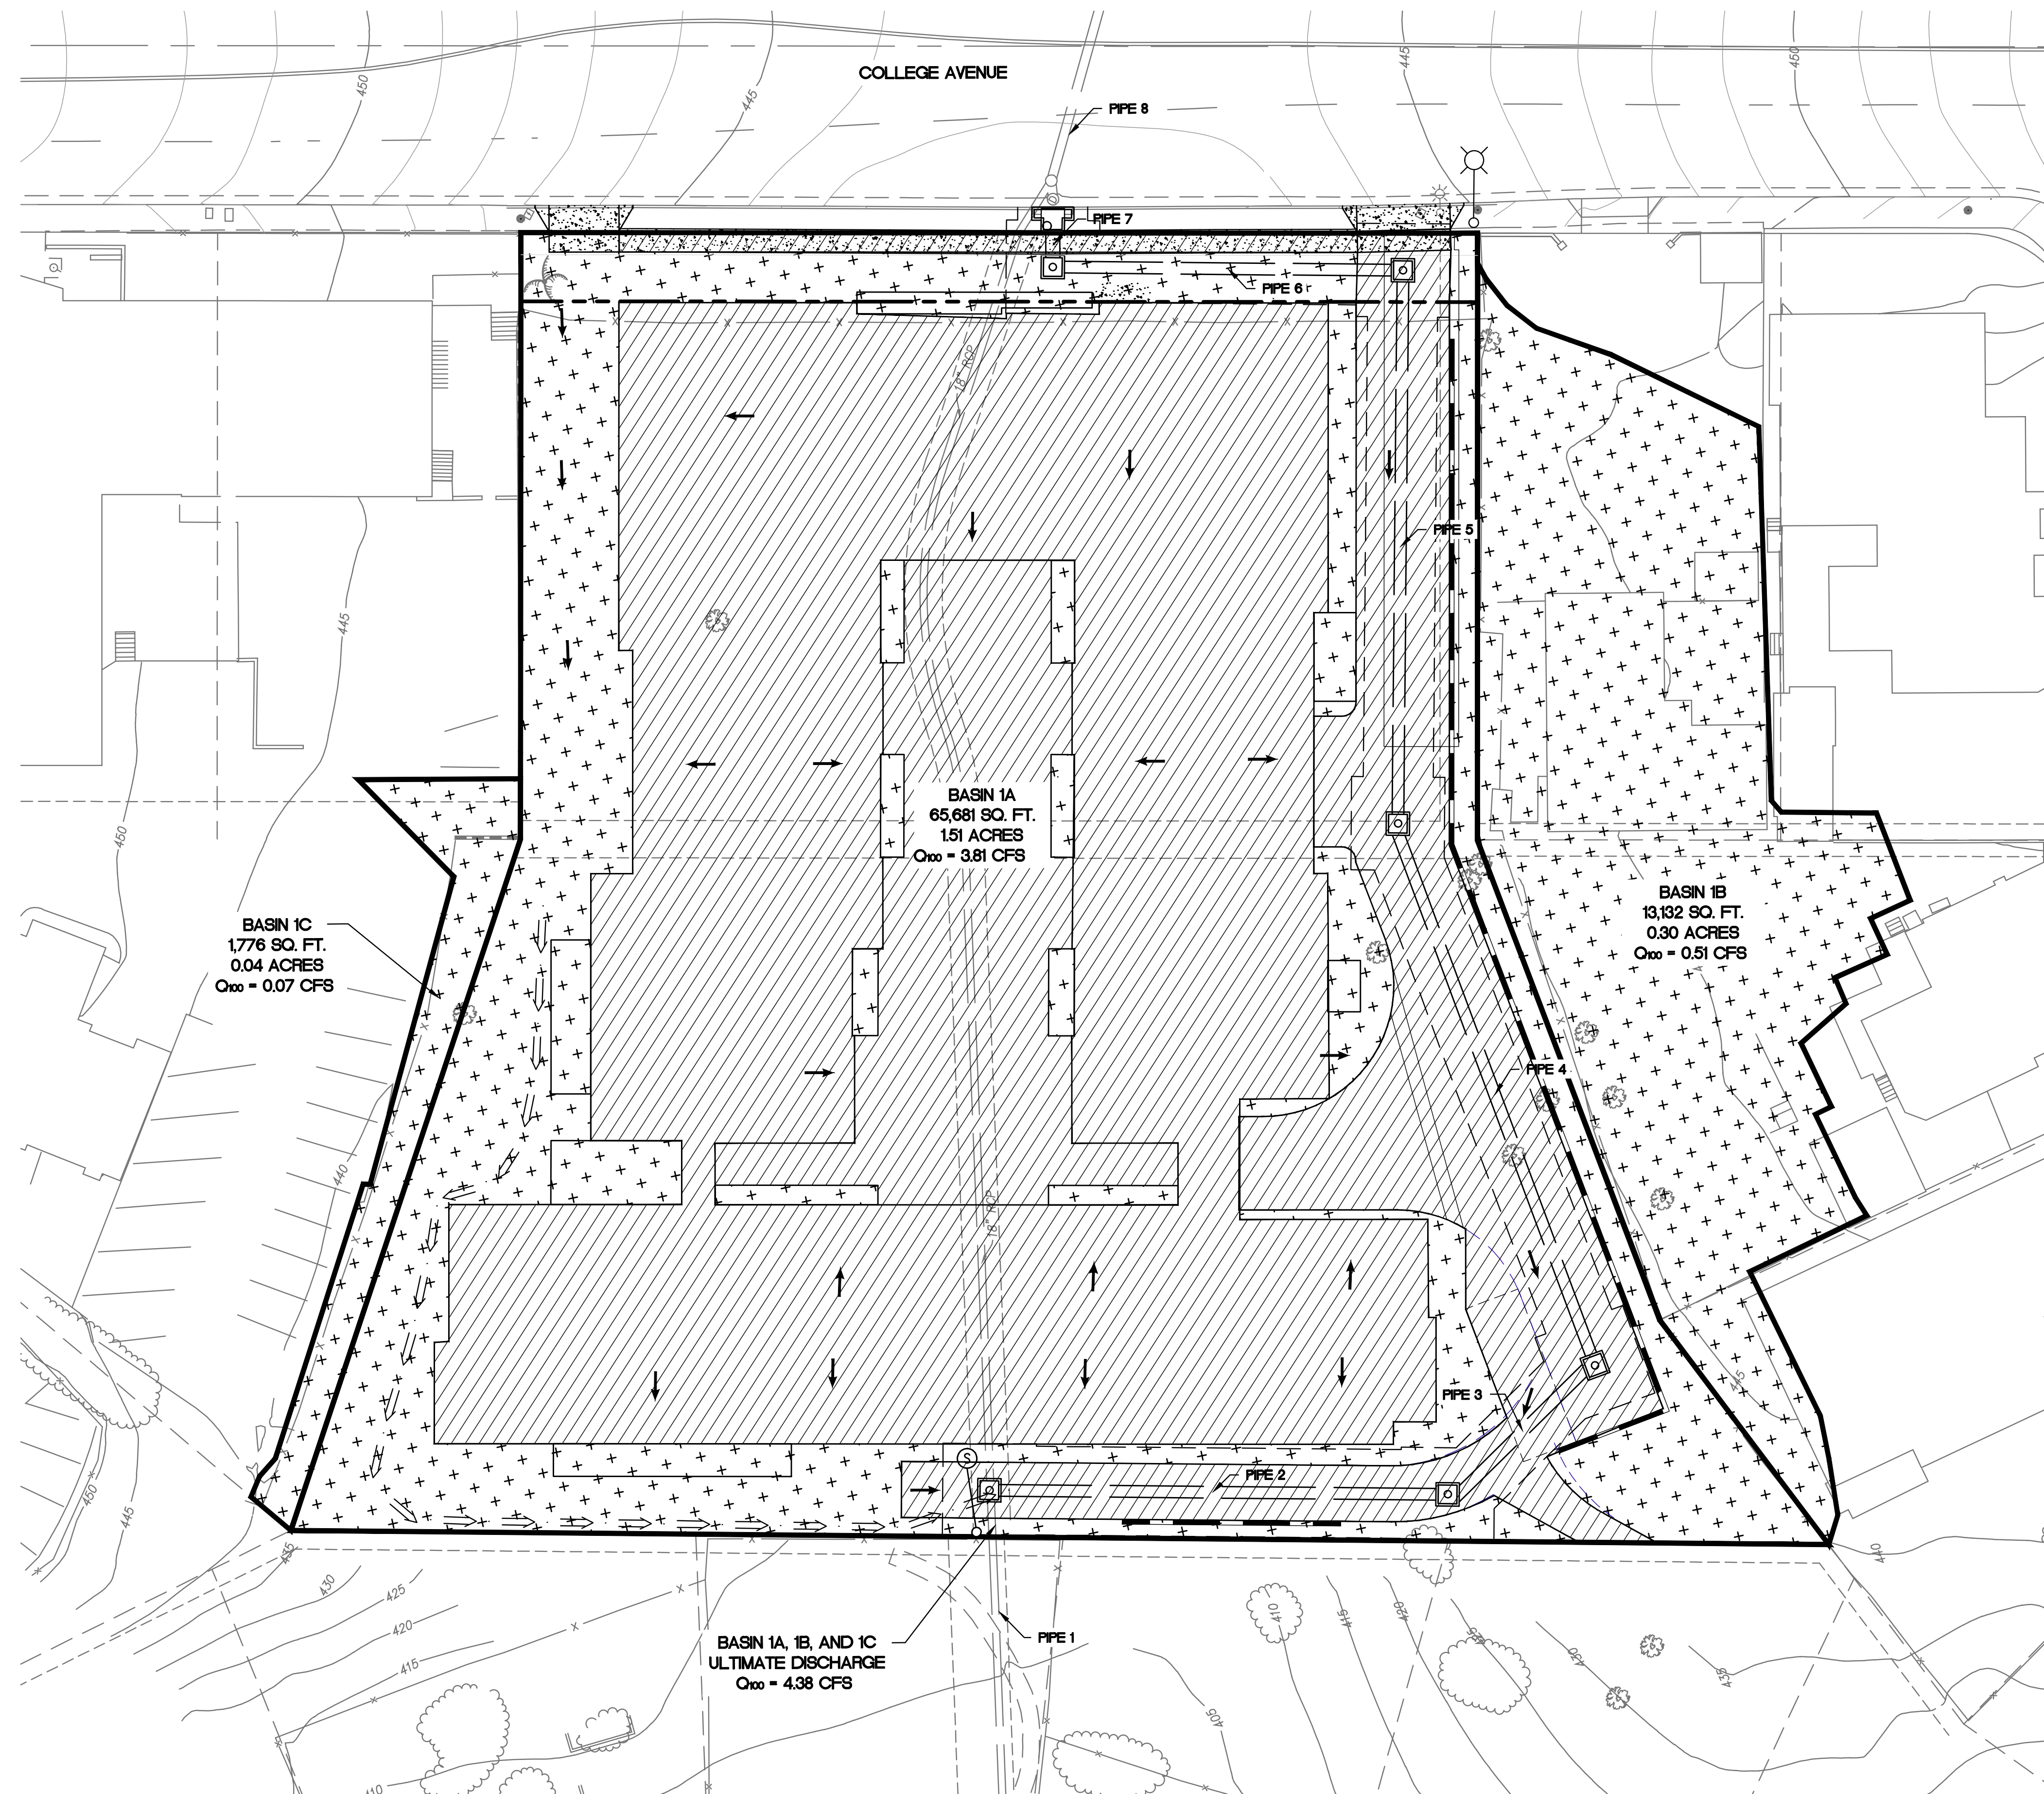 COLLEGE AVENUE
450
445
445
450
PIPE 8
PIPE 7
PIPE 6
18" RCP
PIPE 5
445
450
BASIN 1A
65,681 SQ. FT.
1.51 ACRES
Q100 = 3.81 CFS
BASIN 1B
13,132 SQ. FT.
0.30 ACRES
Q100 = 0.51 CFS
BASIN 1C
1,776 SQ. FT.
0.04 ACRES
Q100 = 0.07 CFS
PIPE 4
440
18" RCP
PIPE 3
445
S
PIPE 2
450
445
435
430
425
420
415
440
410
415
420
425
430
435
405
PIPE 1
BASIN 1A, 1B, AND 1C
ULTIMATE DISCHARGE
Q100 = 4.38 CFS